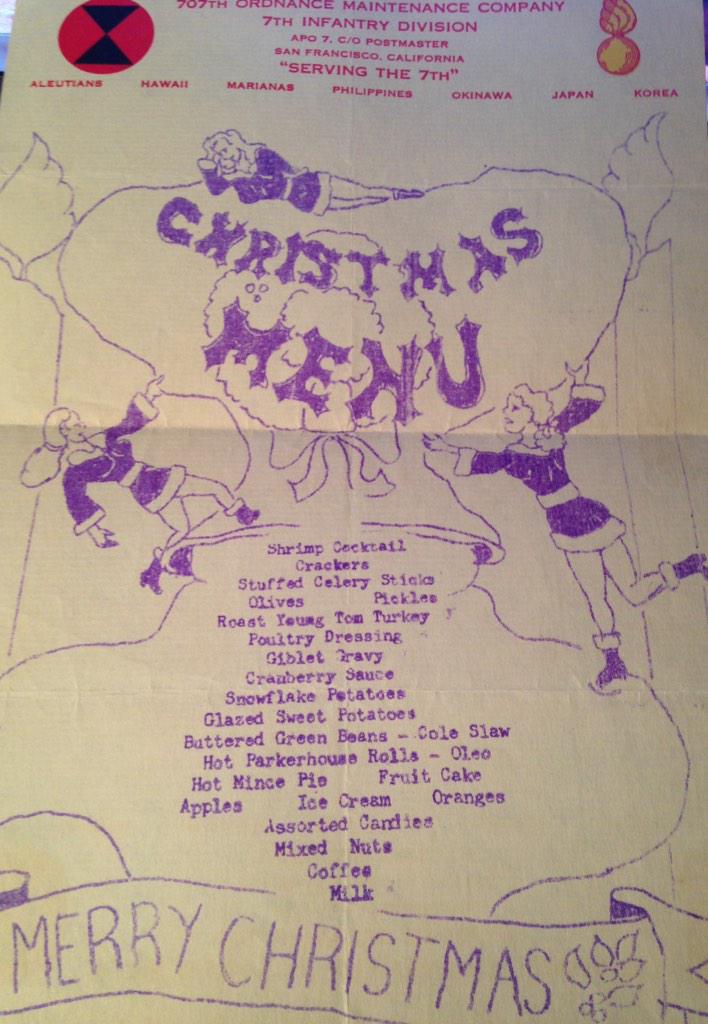 707TH ORDNANCE MAINTENANCE COMPANY
7TH INFANTRY DIVISION
APO 7, C/O POSTMASTER
SAN FRANCISCO, CALIFORNIA
"SERVING THE 7TH"
ALEUTIANS HAWAII MARIANAS PHILIPPINES OKINAWA JAPAN KOREA
CHRISTMAS
MENU
Shrimp Cocktail
Crackers
Stuffed Celery Sticks
Olives Pickles
Roast Young Tom Turkey
Poultry Dressing
Giblet Gravy
Cranberry Sauce
Snowflake Potatoes
Glazed Sweet Potatoes
Buttered Green Beans - Cole Slaw
Hot Parkerhouse Rolls - Oleo
Hot Mince Pie Fruit Cake
Apples Ice Cream Oranges
Assorted Candies
Mixed Nuts
Coffee
Milk
MERRY CHRISTMAS